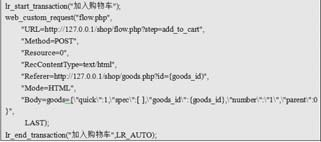 lr_start_transaction("加入购物车");
web_custom_request("flow.php",
"URL=http://127.0.0.1/shop/flow.php?step=add_to_cart",
"Method=POST",
"Resource=0",
"RecContentType=text/html",
"Referer=http://127.0.0.1/shop/goods.php?id={goods_id}",
"Mode=HTML",
"Body=goods={\"quick\":1,\"spec\":[ ],\"goods_id\":{goods_id},\"number\":\"1\",\"parent\":0
}",
LAST);
lr_end_transaction("加入购物车",LR_AUTO);